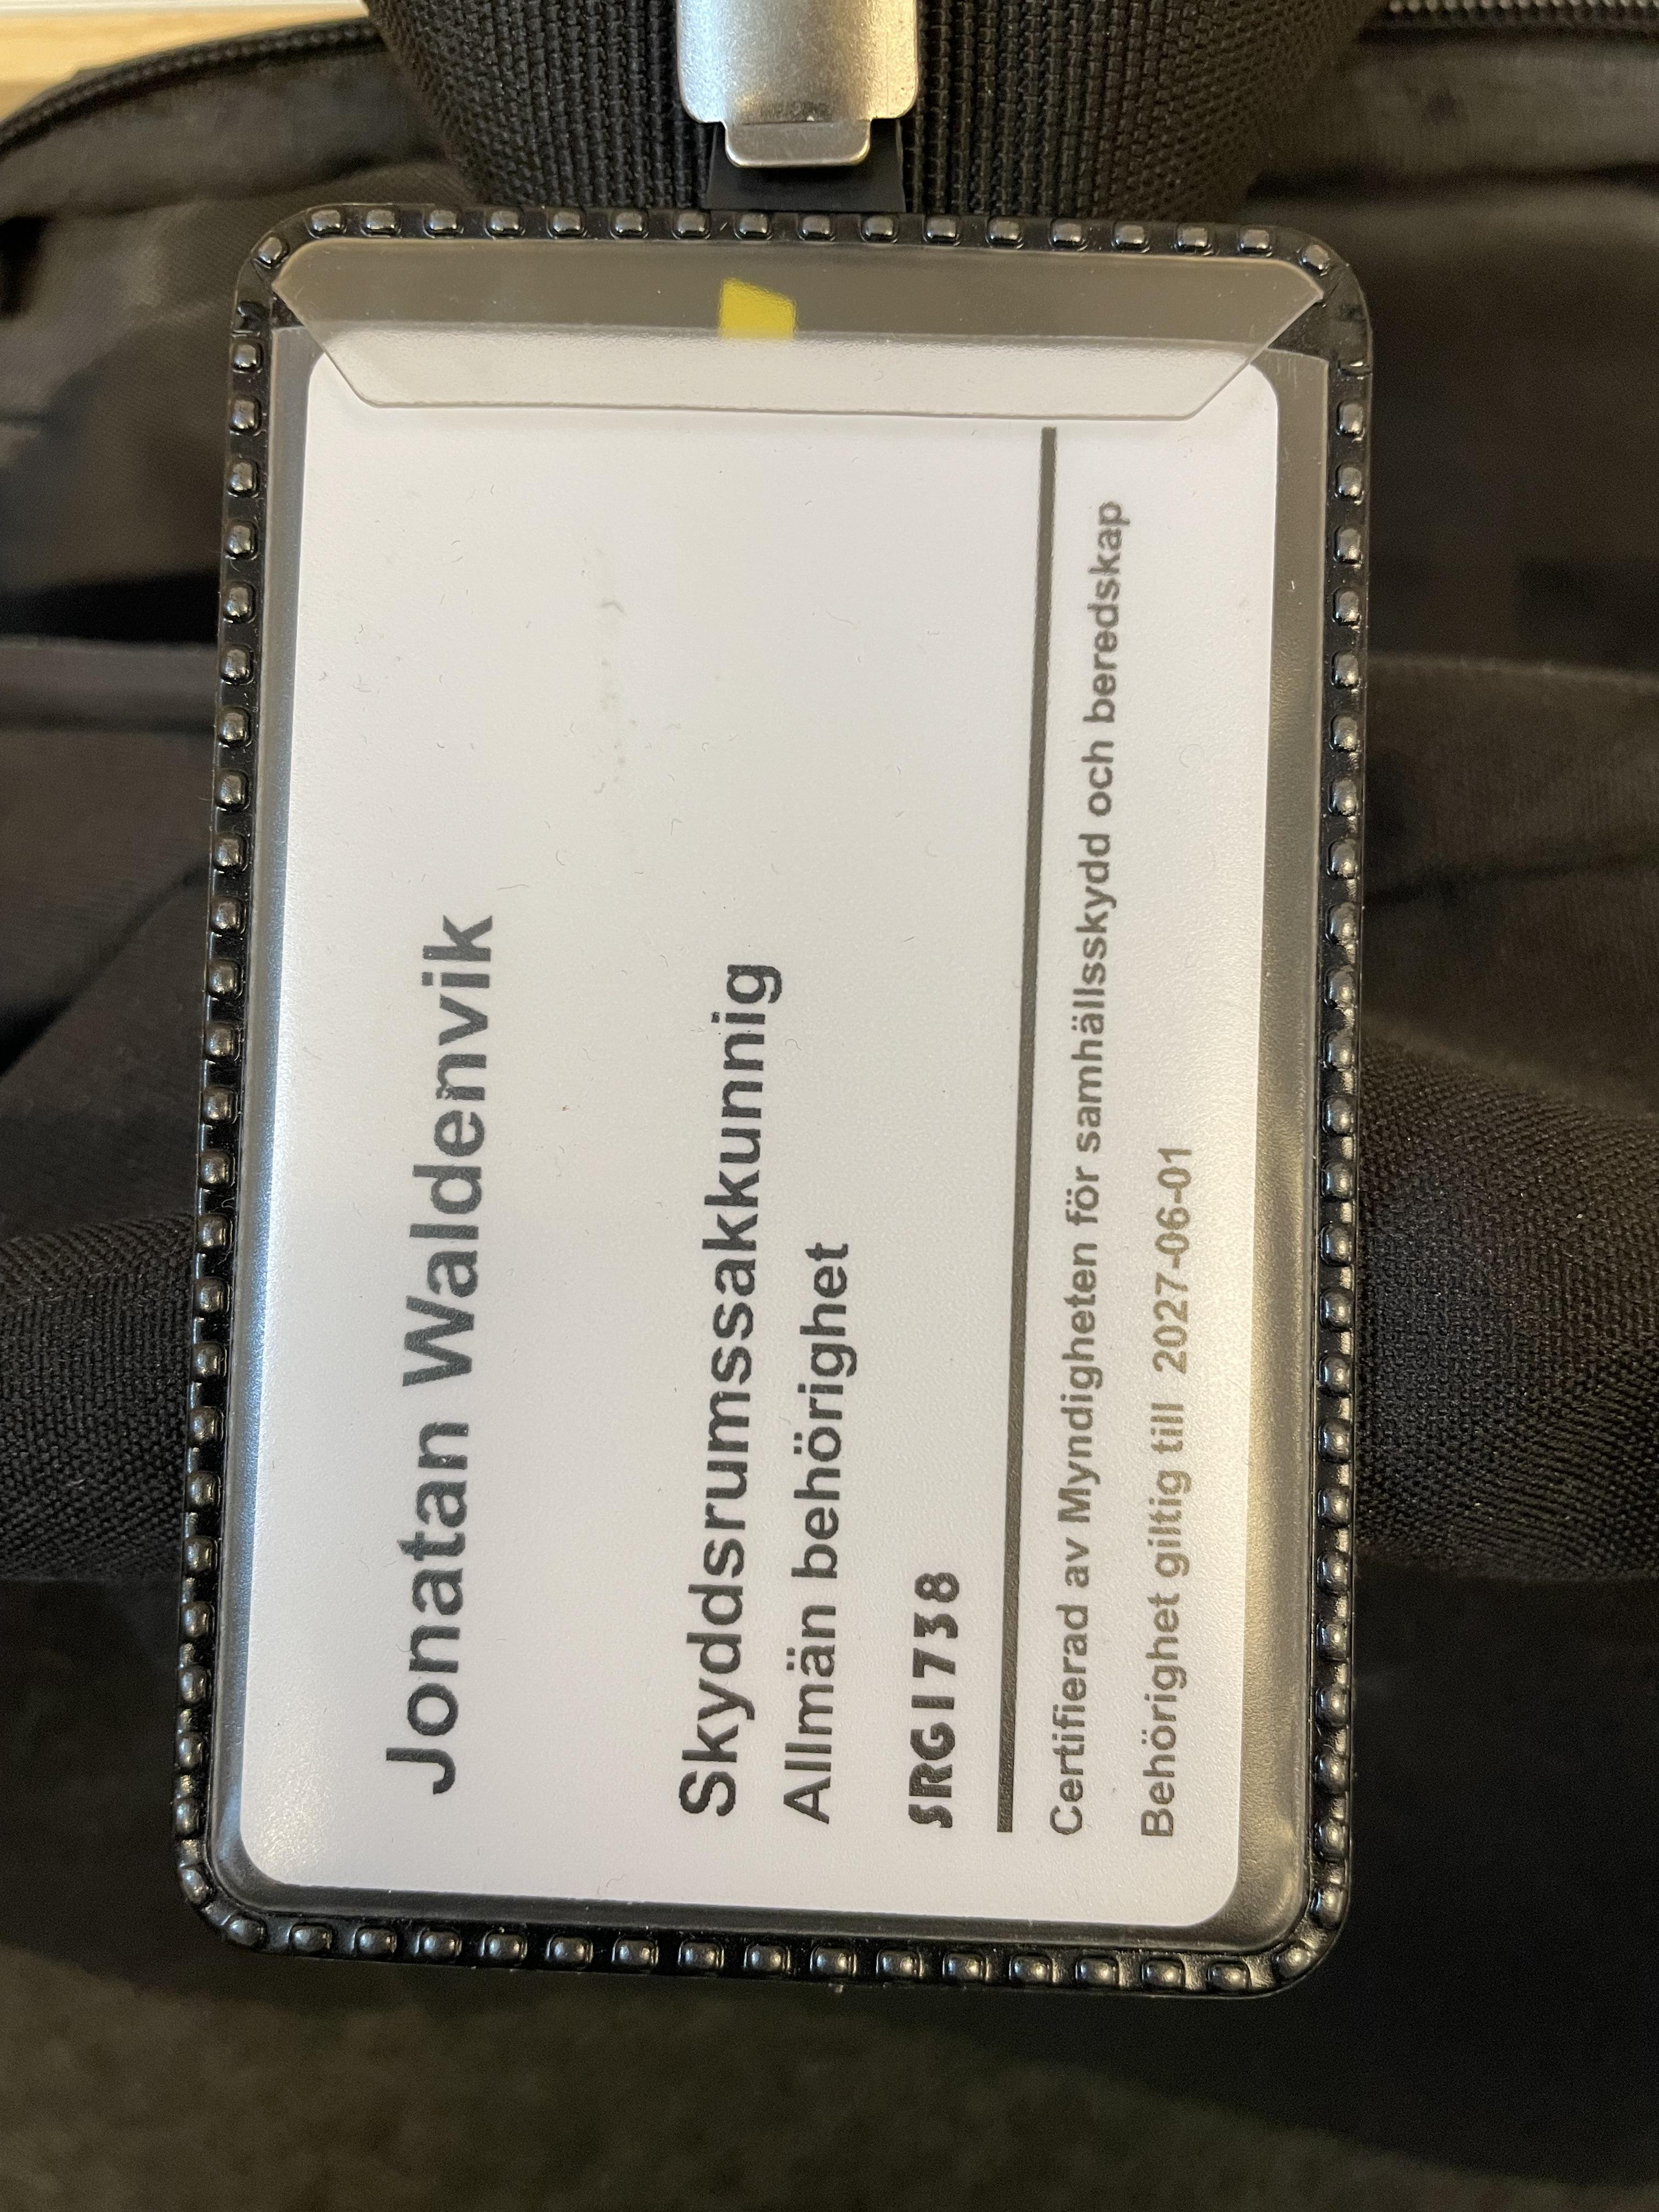 Jonatan Waldenvik
Skyddsrumssakkunnig
Allmän behörighet
SRG1738
Certifierad av Myndigheten för samhällsskydd och beredskap
Behörighet giltig till 2027-06-01